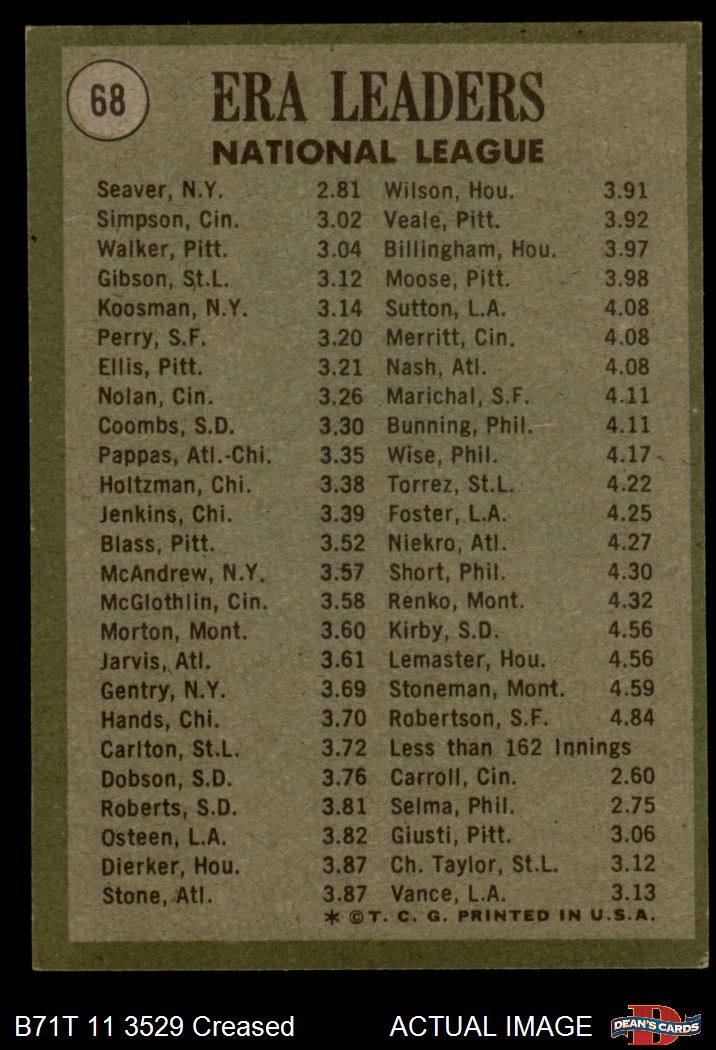 68
ERA LEADERS
NATIONAL LEAGUE
Seaver, N.Y. 2.81 Wilson, Hou. 3.91
Simpson, Cin. 3.02 Veale, Pitt. 3.92
Walker, Pitt. 3.04 Billingham, Hou. 3.97
Gibson, St.L. 3.12 Moose, Pitt. 3.98
Koosman, N.Y. 3.14 Sutton, L.A. 4.08
Perry, S.F. 3.20 Merritt, Cin. 4.08
Ellis, Pitt. 3.21 Nash, Atl. 4.08
Nolan, Cin. 3.26 Marichal, S.F. 4.11
Coombs, S.D. 3.30 Bunning, Phil. 4.11
Pappas, Atl.-Chi. 3.35 Wise, Phil. 4.17
Holtzman, Chi. 3.38 Torrez, St.L. 4.22
Jenkins, Chi. 3.39 Foster, L.A. 4.25
Blass, Pitt. 3.52 Niekro, Atl. 4.27
McAndrew, N.Y. 3.57 Short, Phil. 4.30
McGlothlin, Cin. 3.58 Renko, Mont. 4.32
Morton, Mont. 3.60 Kirby, S.D. 4.56
Jarvis, Atl. 3.61 Lemaster, Hou. 4.56
Gentry, N.Y. 3.69 Stoneman, Mont. 4.59
Hands, Chi. 3.70 Robertson, S.F. 4.84
Carlton, St.L. 3.72 Less than 162 Innings
Dobson, S.D. 3.76 Carroll, Cin. 2.60
Roberts, S.D. 3.81 Selma, Phil. 2.75
Osteen, L.A. 3.82 Giusti, Pitt. 3.06
Dierker, Hou. 3.87 Ch. Taylor, St.L. 3.12
Stone, Atl. 3.87 Vance, L.A. 3.13
* © T. C. G. PRINTED IN U.S.A.
B71T 11 3529 Creased ACTUAL IMAGE D DEAN'S CARDS